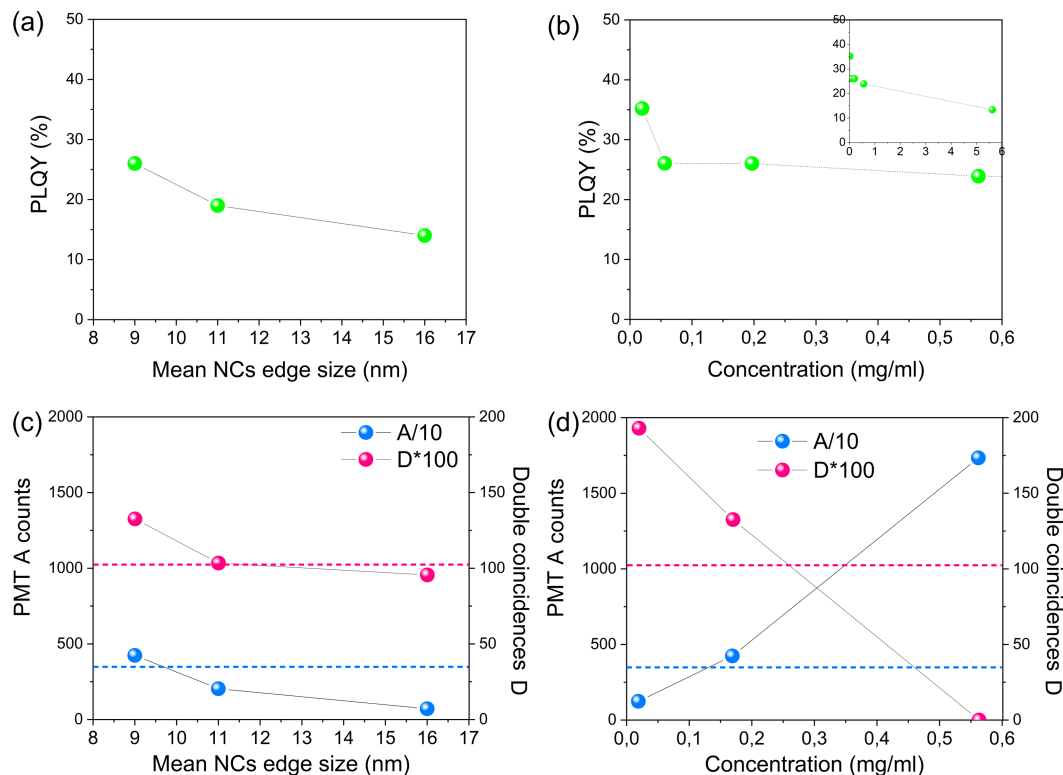 (a)
50
40
30
20
10
0
PLQY (%)
8 9 10 11 12 13 14 15 16 17
Mean NCs edge size (nm)
(b)
50
40
30
20
10
0
PLQY (%)
0,0 0,1 0,2 0,3 0,4 0,5 0,6
Concentration (mg/ml)
50
40
30
20
10
0
0 1 2 3 4 5 6
(c)
2000
1500
1000
500
0
PMT A counts
A/10
D*100
200
150
100
50
0
Double coincidences D
8 9 10 11 12 13 14 15 16 17
Mean NCs edge size (nm)
(d)
2000
1500
1000
500
0
PMT A counts
A/10
D*100
200
150
100
50
0
Double coincidences D
0,0 0,1 0,2 0,3 0,4 0,5 0,6
Concentration (mg/ml)